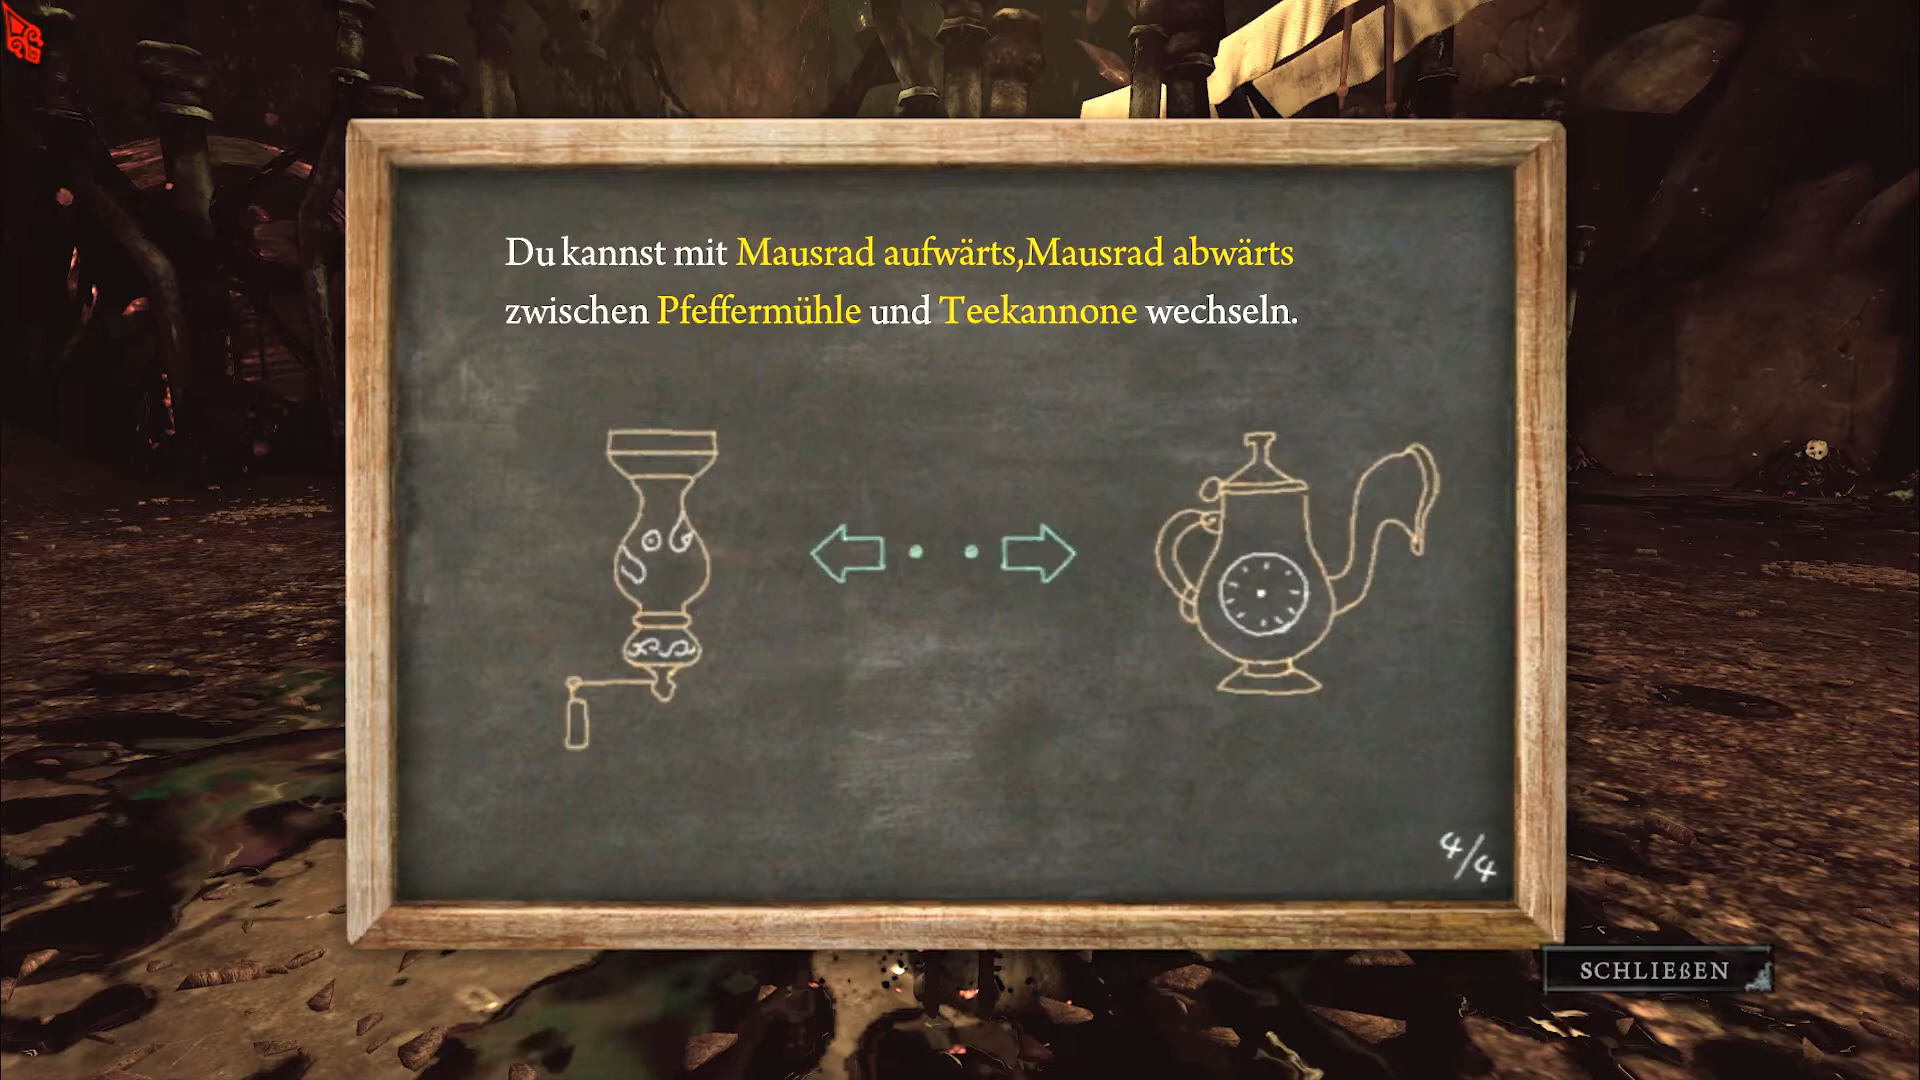 Du kannst mit Mausrad aufwärts,Mausrad abwärts
zwischen Pfeffermühle und Teekannone wechseln.
4/4
SCHLIEßEN